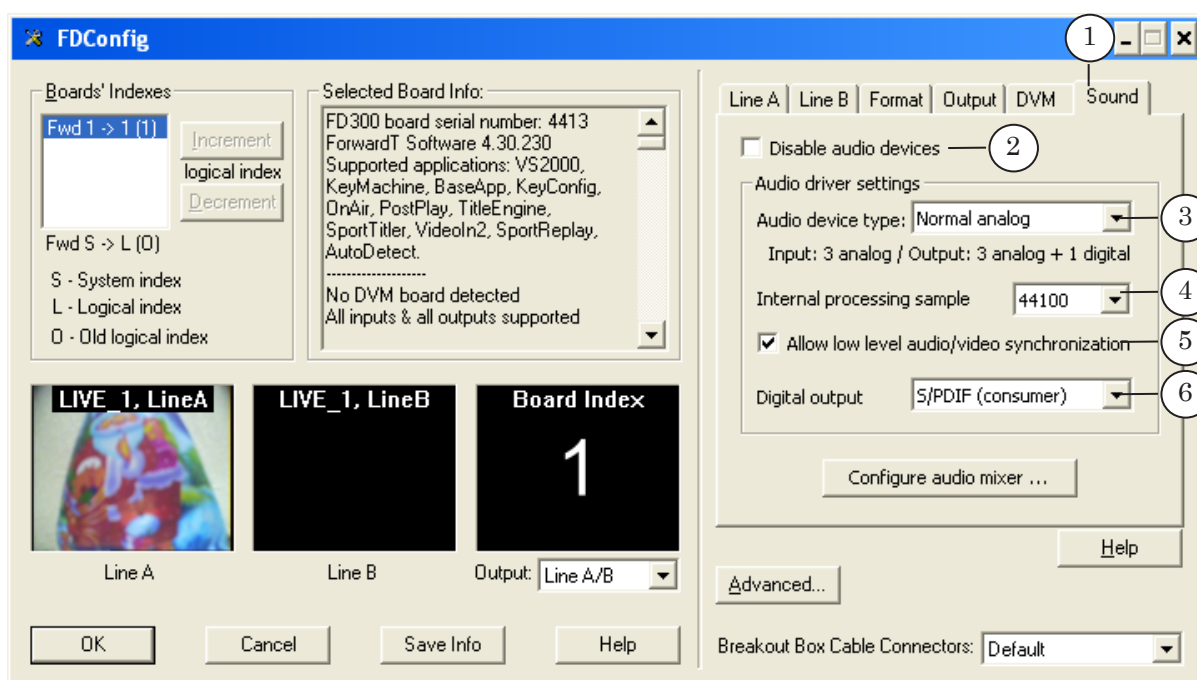 FDConfig
1
Boards' Indexes
Fwd 1 -> 1 (1)
Increment
logical index
Decrement
Fwd S -> L (O)
S - System index
L - Logical index
O - Old logical index
Selected Board Info:
FD300 board serial number: 4413
ForwardT Software 4.30.230
Supported applications: VS2000,
KeyMachine, BaseApp, KeyConfig,
OnAir, PostPlay, TitleEngine,
SportTitler, VideoIn2, SportReplay,
AutoDetect.
--------------------
No DVM board detected
All inputs & all outputs supported
LIVE_1, LineA
LIVE_1, LineB
Board Index
1
Line A
Line B
Output: Line A/B
OK
Cancel
Save Info
Help
Line A
Line B
Format
Output
DVM
Sound
Disable audio devices
2
Audio driver settings
Audio device type: Normal analog
3
Input: 3 analog / Output: 3 analog + 1 digital
Internal processing sample 44100
4
Allow low level audio/video synchronization
5
Digital output S/PDIF (consumer)
6
Configure audio mixer ...
Help
Advanced...
Breakout Box Cable Connectors: Default